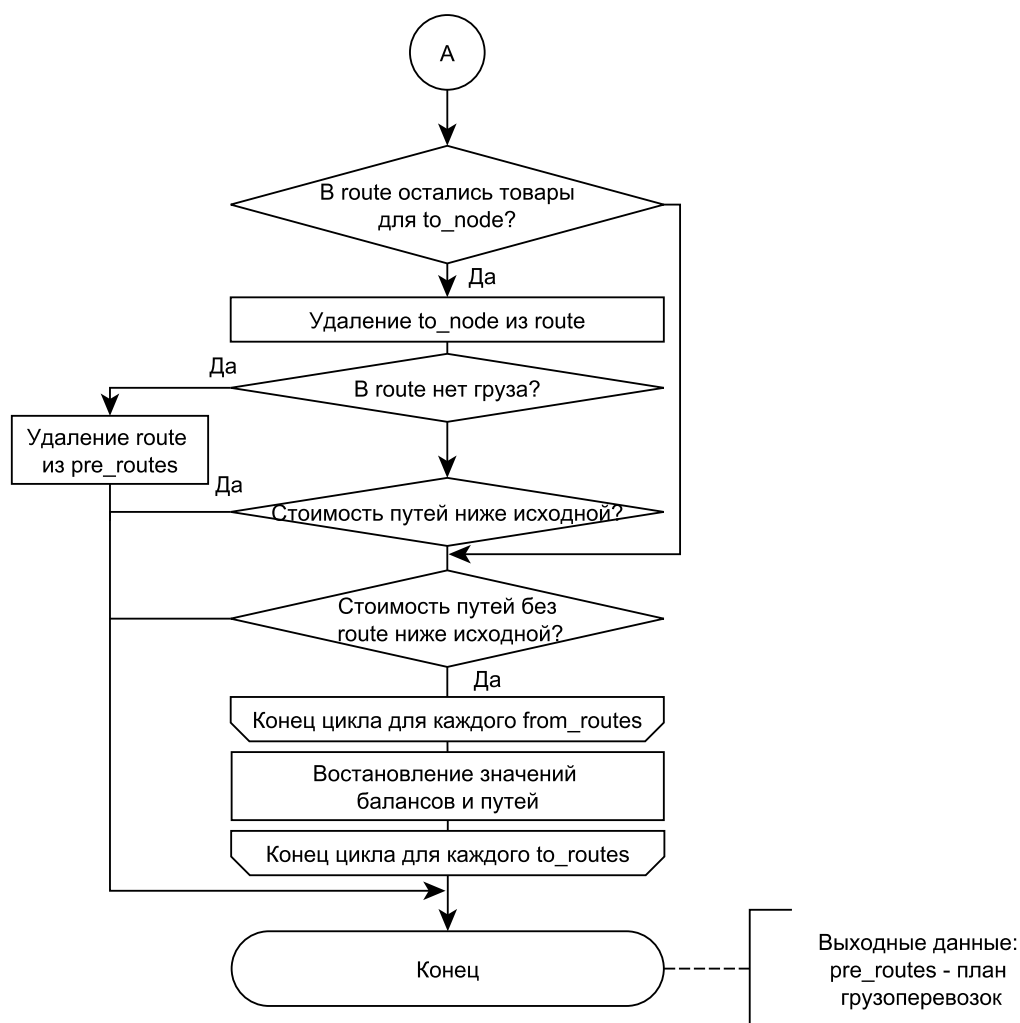 А
В route остались товары
для to_node?
Да
Удаление to_node из route
Да
В route нет груза?
Удаление route
из pre_routes
Да
Стоимость путей ниже исходной?
Стоимость путей без
route ниже исходной?
Да
Конец цикла для каждого from_routes
Востановление значений
балансов и путей
Конец цикла для каждого to_routes
Конец
Выходные данные:
pre_routes - план
грузоперевозок